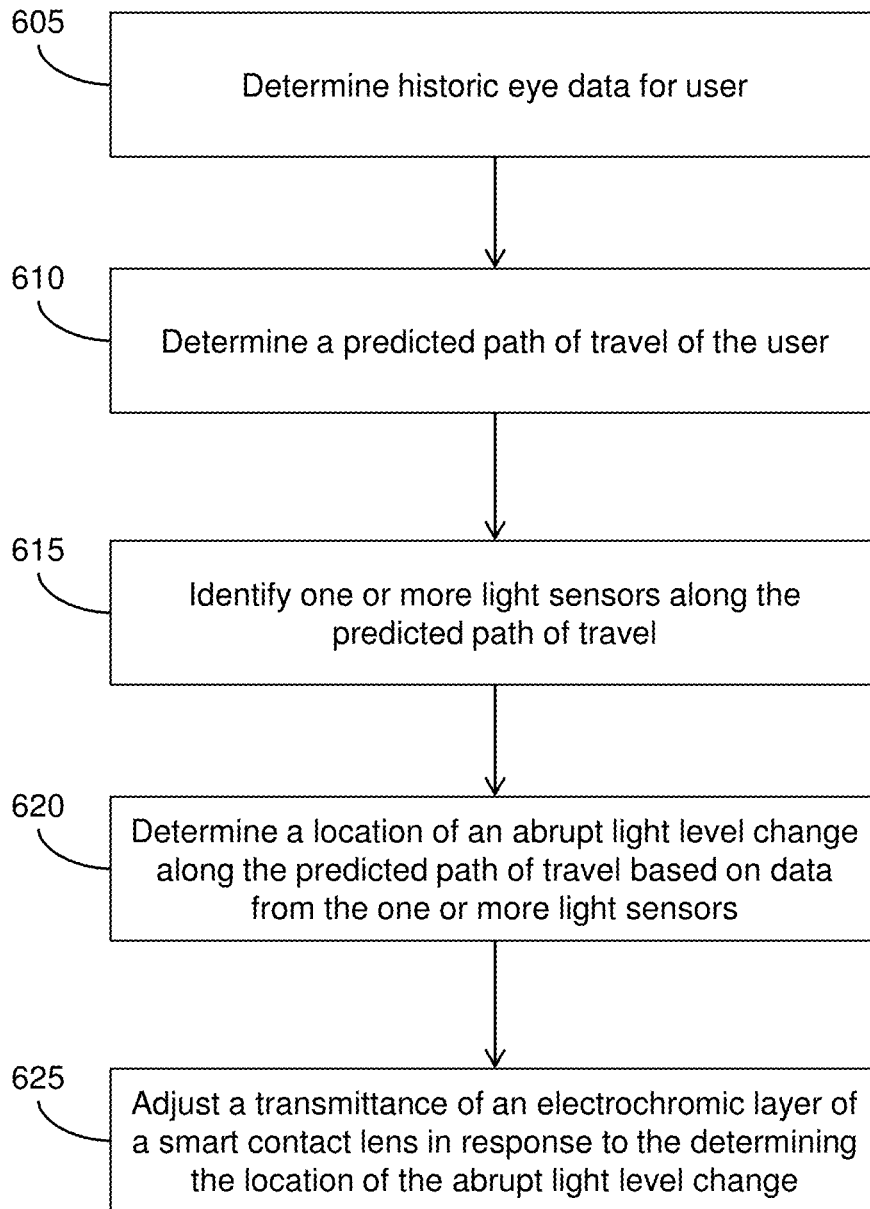 605
Determine historic eye data for user
610
Determine a predicted path of travel of the user
615
Identify one or more light sensors along the
predicted path of travel
620
Determine a location of an abrupt light level change
along the predicted path of travel based on data
from the one or more light sensors
625
Adjust a transmittance of an electrochromic layer of
a smart contact lens in response to the determining
the location of the abrupt light level change